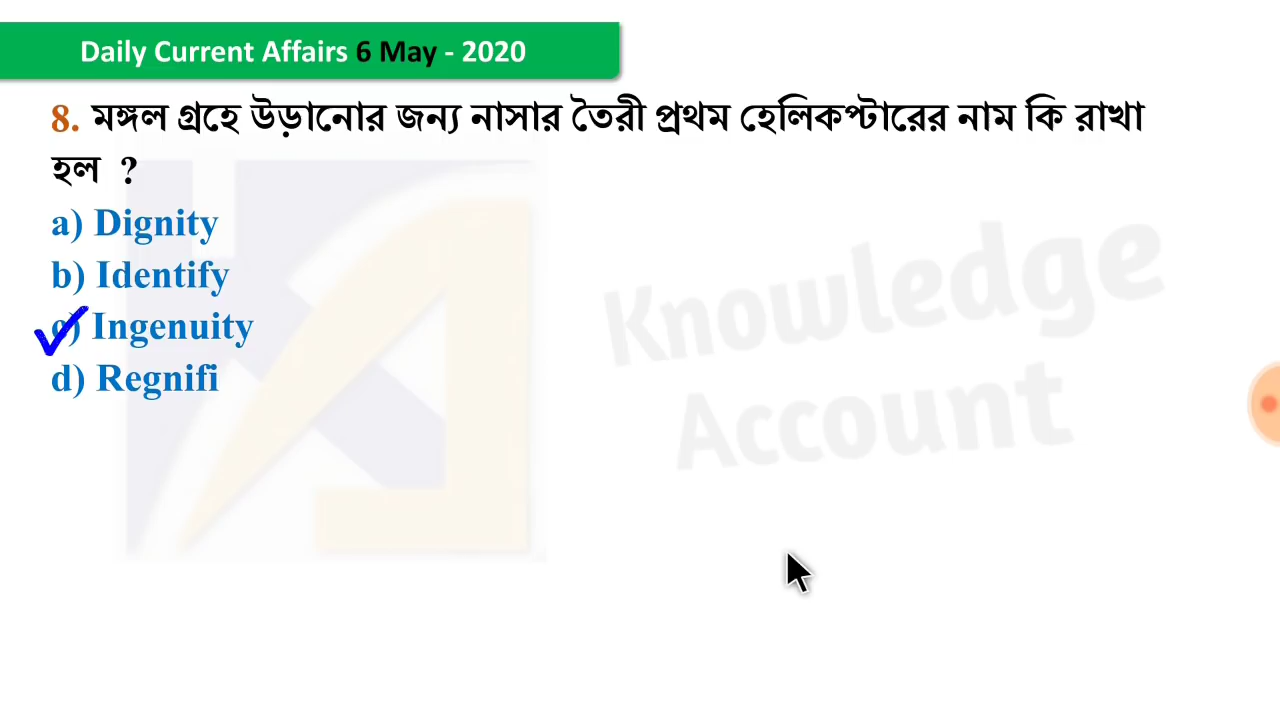 Daily Current Affairs 6 May - 2020
8. মঙ্গল গ্রহে উড়ানোর জন্য নাসার তৈরী প্রথম হেলিকপ্টারের নাম কি রাখা
হল ?
a) Dignity
b) Identify
c) Ingenuity
d) Regnifi
Knowledge
Account